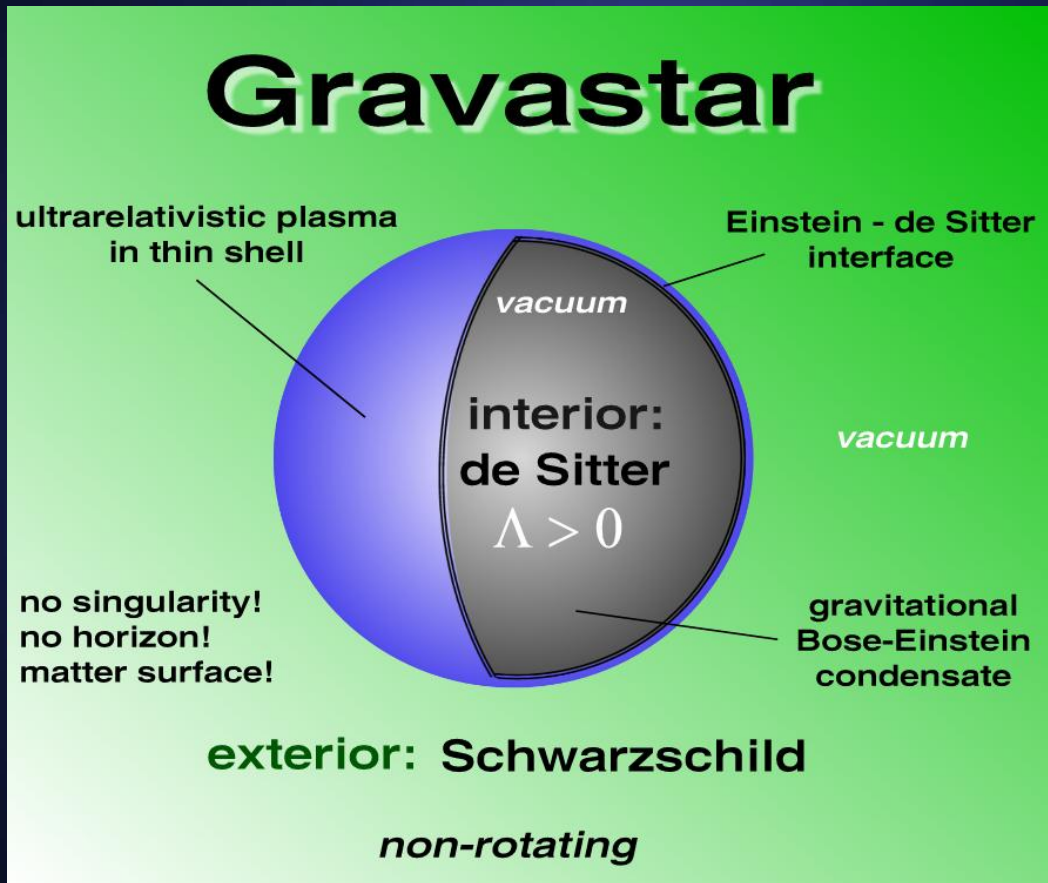 Gravastar
ultrarelativistic plasma
in thin shell
Einstein - de Sitter
interface
vacuum
interior:
de Sitter
Λ > 0
vacuum
no singularity!
no horizon!
matter surface!
gravitational
Bose-Einstein
condensate
exterior: Schwarzschild
non-rotating